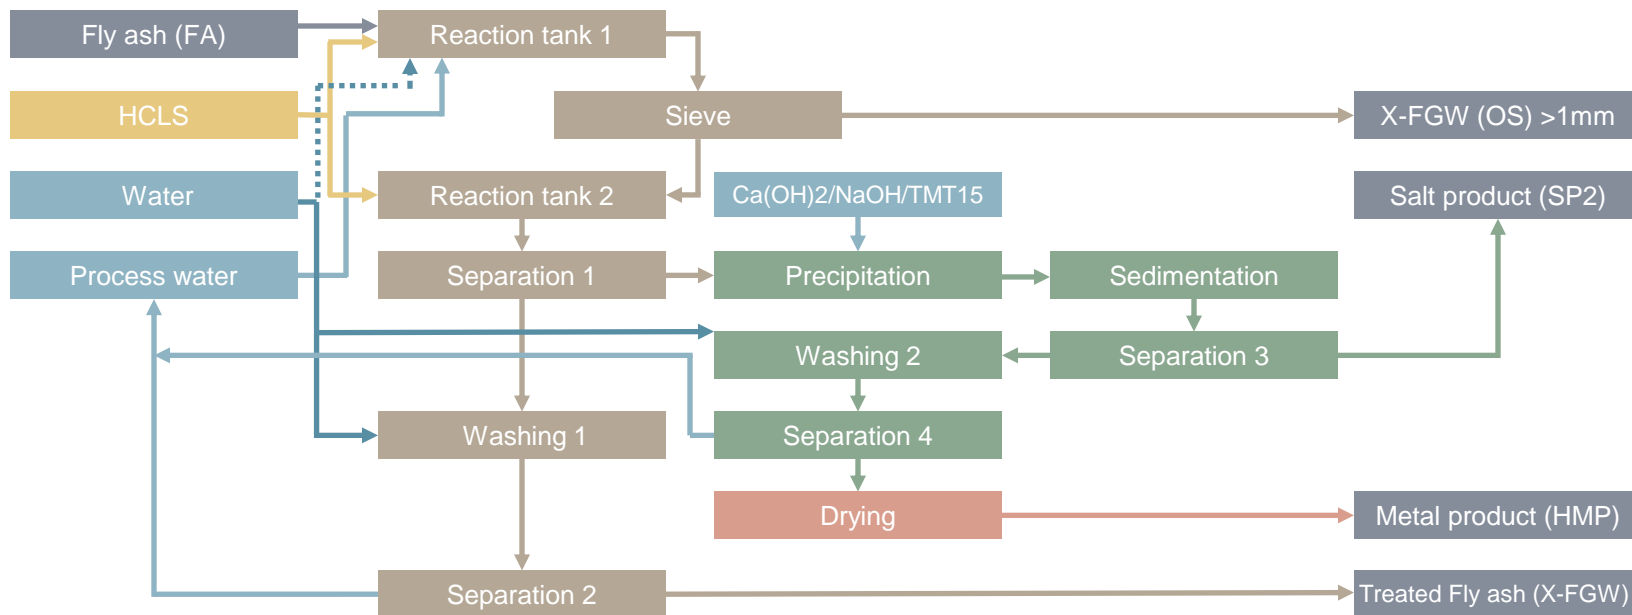 Fly ash (FA)
Reaction tank 1
HCLS
Sieve
X-FGW (OS) >1mm
Water
Reaction tank 2
Ca(OH)2/NaOH/TMT15
Salt product (SP2)
Process water
Separation 1
Precipitation
Sedimentation
Washing 2
Separation 3
Washing 1
Separation 4
Drying
Metal product (HMP)
Separation 2
Treated Fly ash (X-FGW)